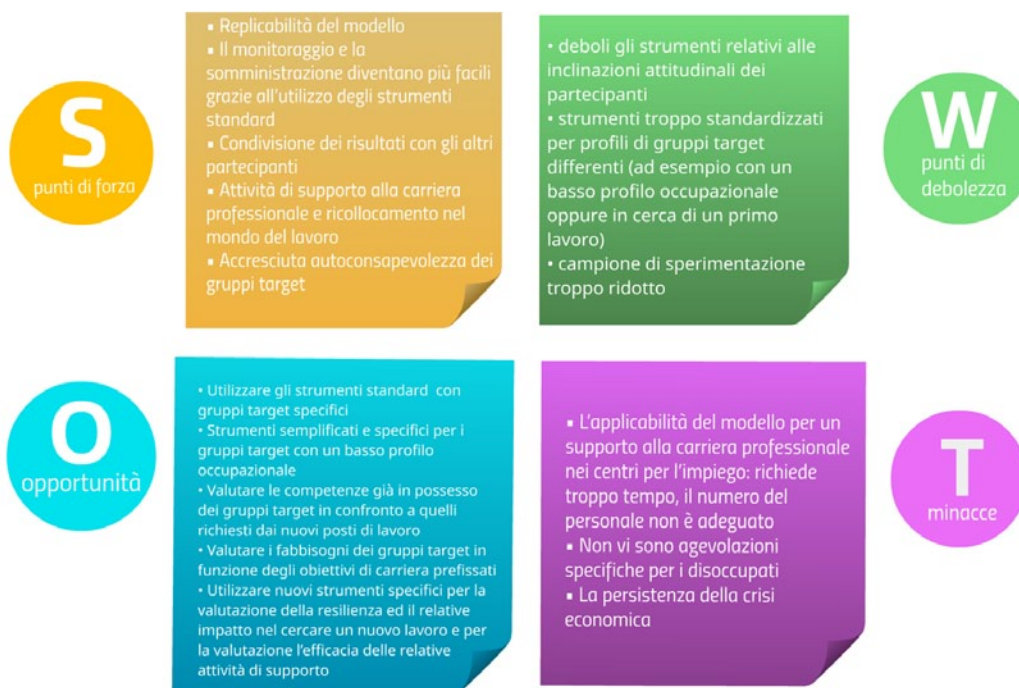 S
punti di forza
▪ Replicabilità del modello
▪ Il monitoraggio e la
somministrazione diventano più facili
grazie all'utilizzo degli strumenti
standard
▪ Condivisione dei risultati con gli altri
partecipanti
▪ Attività di supporto alla carriera
professionale e ricollocamento nel
mondo del lavoro
▪ Accresciuta autoconsapevolezza dei
gruppi target
• deboli gli strumenti relativi alle
inclinazioni attitudinali dei
partecipanti
• strumenti troppo standardizzati
per profili di gruppi target
differenti (ad esempio con un
basso profilo occupazionale
oppure in cerca di un primo
lavoro)
• campione di sperimentazione
troppo ridotto
W
punti di
debolezza
O
opportunità
• Utilizzare gli strumenti standard con
gruppi target specifici
• Strumenti semplificati e specifici per i
gruppi target con un basso profilo
occupazionale
• Valutare le competenze già in possesso
dei gruppi target in confronto a quelli
richiesti dai nuovi posti di lavoro
• Valutare i fabbisogni dei gruppi target in
funzione degli obiettivi di carriera prefissati
• Utilizzare nuovi strumenti specifici per la
valutazione della resilienza ed il relative
impatto nel cercare un nuovo lavoro e per
la valutazione l'efficacia delle relative
attività di supporto
▪ L'applicabilità del modello per un
supporto alla carriera professionale
nei centri per l'impiego: richiede
troppo tempo, il numero del
personale non è adeguato
▪ Non vi sono agevolazioni
specifiche per i disoccupati
▪ La persistenza della crisi
economica
T
minacce